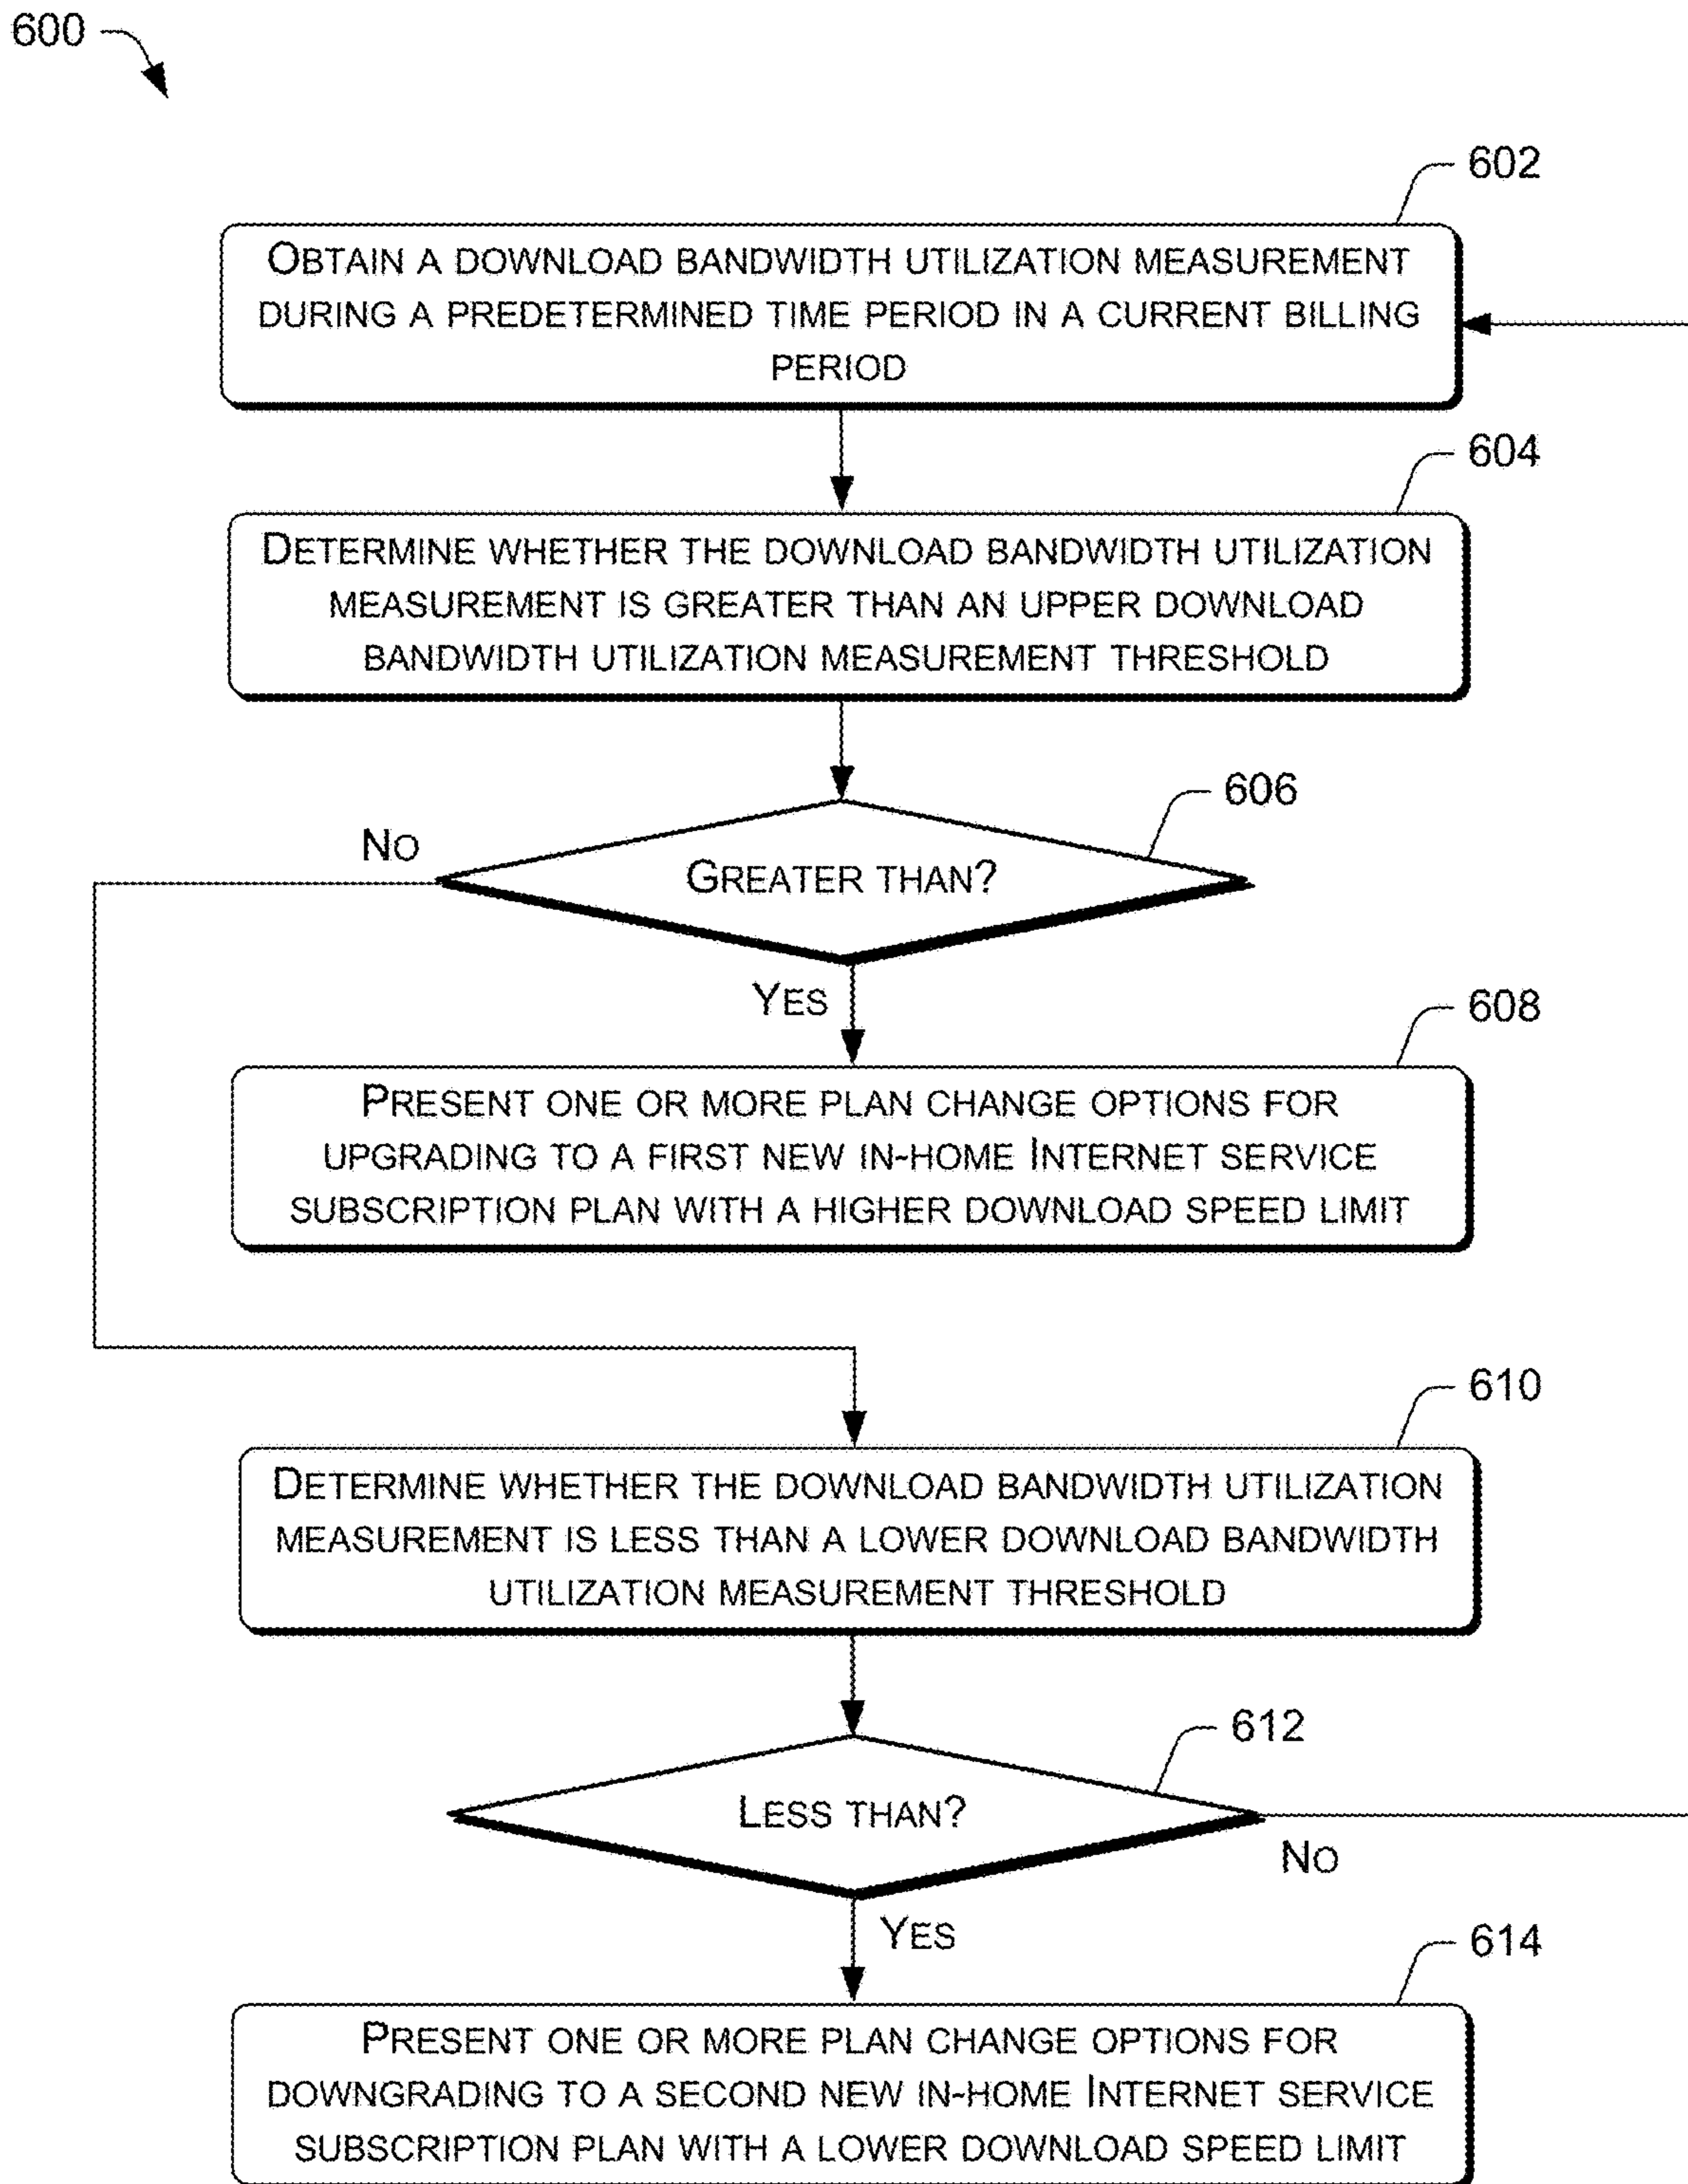 600
602
OBTAIN A DOWNLOAD BANDWIDTH UTILIZATION MEASUREMENT
DURING A PREDETERMINED TIME PERIOD IN A CURRENT BILLING
PERIOD
604
DETERMINE WHETHER THE DOWNLOAD BANDWIDTH UTILIZATION
MEASUREMENT IS GREATER THAN AN UPPER DOWNLOAD
BANDWIDTH UTILIZATION MEASUREMENT THRESHOLD
606
NO
GREATER THAN?
YES
608
PRESENT ONE OR MORE PLAN CHANGE OPTIONS FOR
UPGRADING TO A FIRST NEW IN-HOME INTERNET SERVICE
SUBSCRIPTION PLAN WITH A HIGHER DOWNLOAD SPEED LIMIT
610
DETERMINE WHETHER THE DOWNLOAD BANDWIDTH UTILIZATION
MEASUREMENT IS LESS THAN A LOWER DOWNLOAD BANDWIDTH
UTILIZATION MEASUREMENT THRESHOLD
612
LESS THAN?
NO
YES
614
PRESENT ONE OR MORE PLAN CHANGE OPTIONS FOR
DOWNGRADING TO A SECOND NEW IN-HOME INTERNET SERVICE
SUBSCRIPTION PLAN WITH A LOWER DOWNLOAD SPEED LIMIT